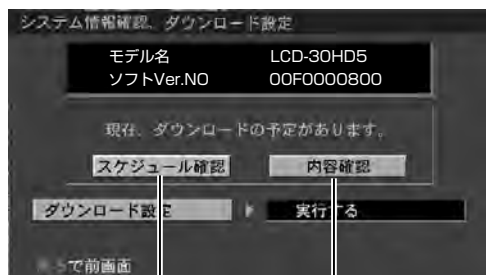 システム情報確認、ダウンロード設定
モデル名 LCD-30HD5
ソフトVer.NO 00F0000800
現在、ダウンロードの予定があります。
スケジュール確認 内容確認
ダウンロード設定 実行する
で前画面